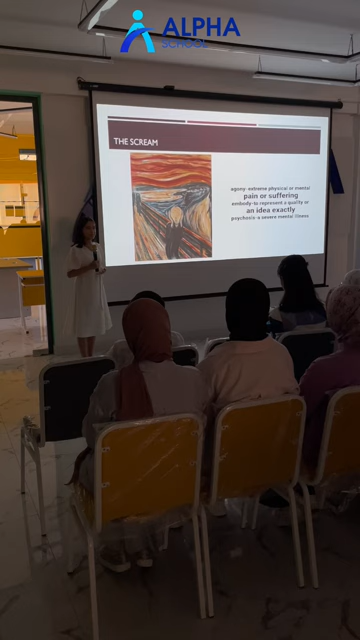 ALPHA
SCHOOL
THE SCREAM
agony-extreme physical or mental
pain or suffering
embody-to represent a quality or
an idea exactly
psychosis-a severe mental illness